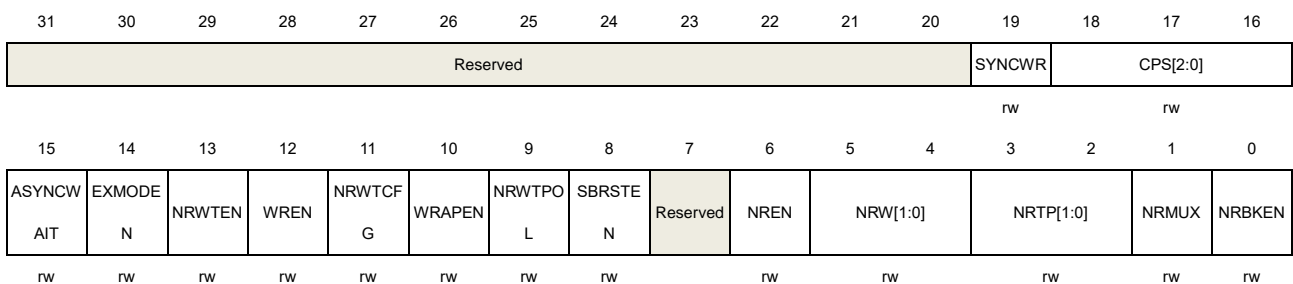 31 30 29 28 27 26 25 24 23 22 21 20 19 18 17 16
Reserved SYNCWR CPS[2:0]
rw rw
15 14 13 12 11 10 9 8 7 6 5 4 3 2 1 0
ASYNCW EXMODE NRWTCF NRWTPO SBRSTE
NRWTEN WREN WRAPEN Reserved NREN NRW[1:0] NRTP[1:0] NRMUX NRBKEN
AIT N G L N
rw rw rw rw rw rw rw rw rw rw rw rw rw